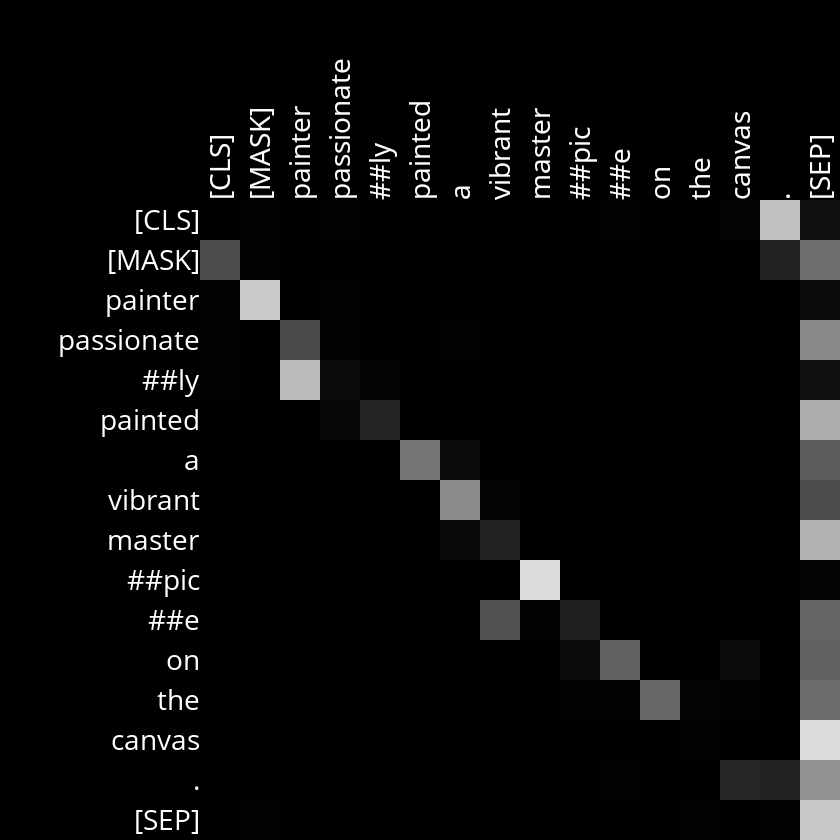 [CLS] [MASK] painter passionate ##ly painted a vibrant master ##pic ##e on the canvas . [SEP]
[CLS]
[MASK]
painter
passionate
##ly
painted
a
vibrant
master
##pic
##e
on
the
canvas
.
[SEP]